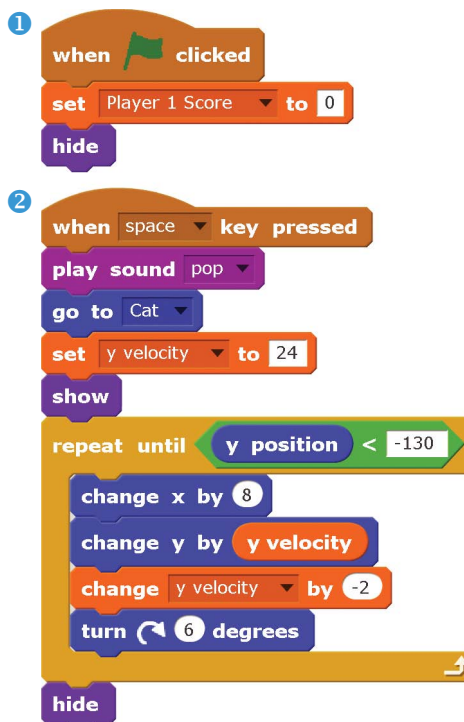 1
when clicked
set Player 1 Score to 0
hide
2
when space key pressed
play sound pop
go to Cat
set y velocity to 24
show
repeat until y position < -130
change x by 8
change y by y velocity
change y velocity by -2
turn 6 degrees
hide